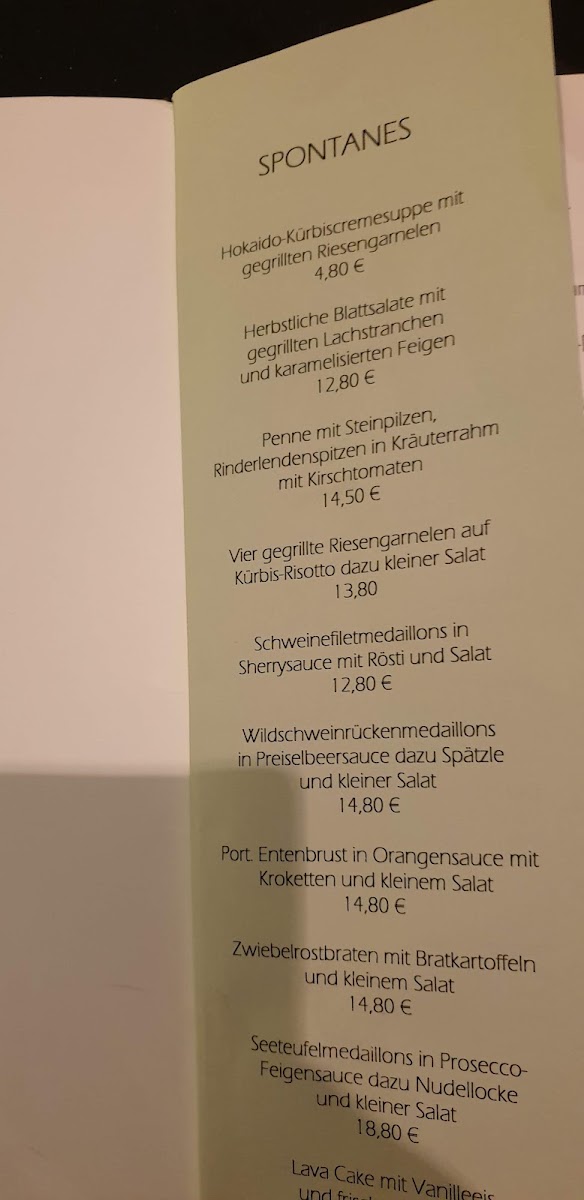 SPONTANES
Hokaido-Kürbiscremesuppe mit
gegrillten Riesengarnelen
4,80 €
Herbstliche Blattsalate mit
gegrillten Lachstranchen
und karamelisierten Feigen
12,80 €
Penne mit Steinpilzen,
Rinderlendenspitzen in Kräuterrahm
mit Kirschtomaten
14,50 €
Vier gegrillte Riesengarnelen auf
Kürbis-Risotto dazu kleiner Salat
13,80
Schweinefiletmedaillons in
Sherrysauce mit Rösti und Salat
12,80 €
Wildschweinrückenmedaillons
in Preiselbeersauce dazu Spätzle
und kleiner Salat
14,80 €
Port. Entenbrust in Orangensauce mit
Kroketten und kleinem Salat
14,80 €
Zwiebelrostbraten mit Bratkartoffeln
und kleinem Salat
14,80 €
Seeteufelmedaillons in Prosecco-
Feigensauce dazu Nudellocke
und kleiner Salat
18,80 €
Lava Cake mit Vanilleeis
und